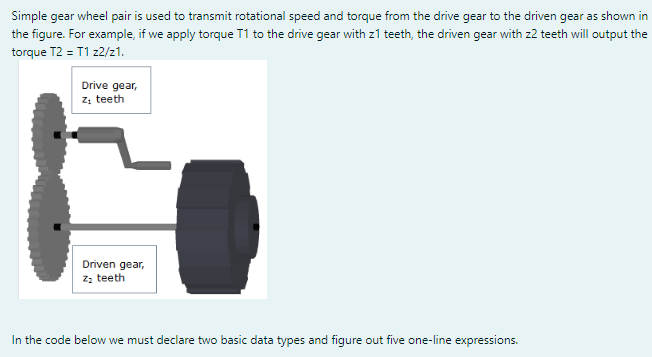 Simple gear wheel pair is used to transmit rotational speed and torque from the drive gear to the driven gear as shown in
the figure. For example, if we apply torque T1 to the drive gear with z1 teeth, the driven gear with z2 teeth will output the
torque T2 = T1 z2/z1.
Drive gear,
z₁ teeth
Driven gear,
z₂ teeth
In the code below we must declare two basic data types and figure out five one-line expressions.